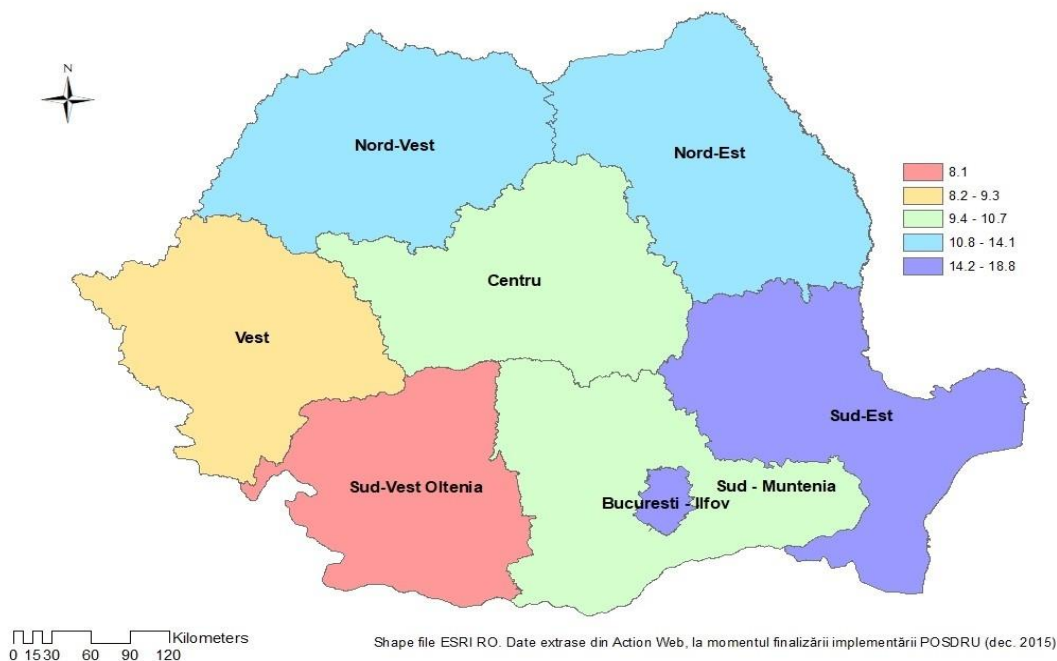 N
Nord-Vest
Nord-Est
8.1
8.2 - 9.3
9.4 - 10.7
10.8 - 14.1
14.2 - 18.8
Centru
Vest
Sud-Est
Sud-Vest Oltenia
Sud - Muntenia
Bucuresti - Ilfov
Kilometers
0 15 30 60 90 120
Shape file ESRI RO. Date extrase din Action Web, la momentul finalizării implementării POSDRU (dec. 2015)